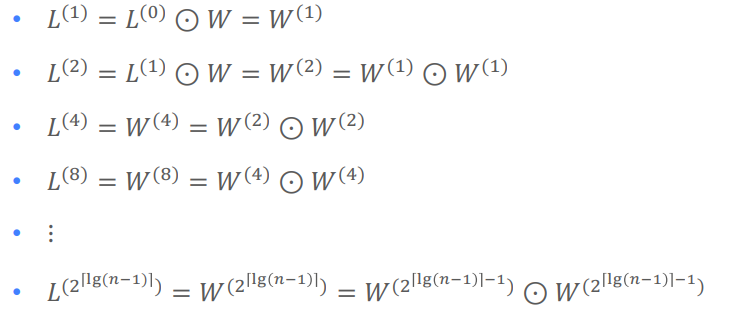 • L^(1) = L^(0) ⊙ W = W^(1)
• L^(2) = L^(1) ⊙ W = W^(2) = W^(1) ⊙ W^(1)
• L^(4) = W^(4) = W^(2) ⊙ W^(2)
• L^(8) = W^(8) = W^(4) ⊙ W^(4)
• ⋮
• L^(2^⌈lg(n−1)⌉) = W^(2^⌈lg(n−1)⌉) = W^(2^⌈lg(n−1)⌉−1) ⊙ W^(2^⌈lg(n−1)⌉−1)